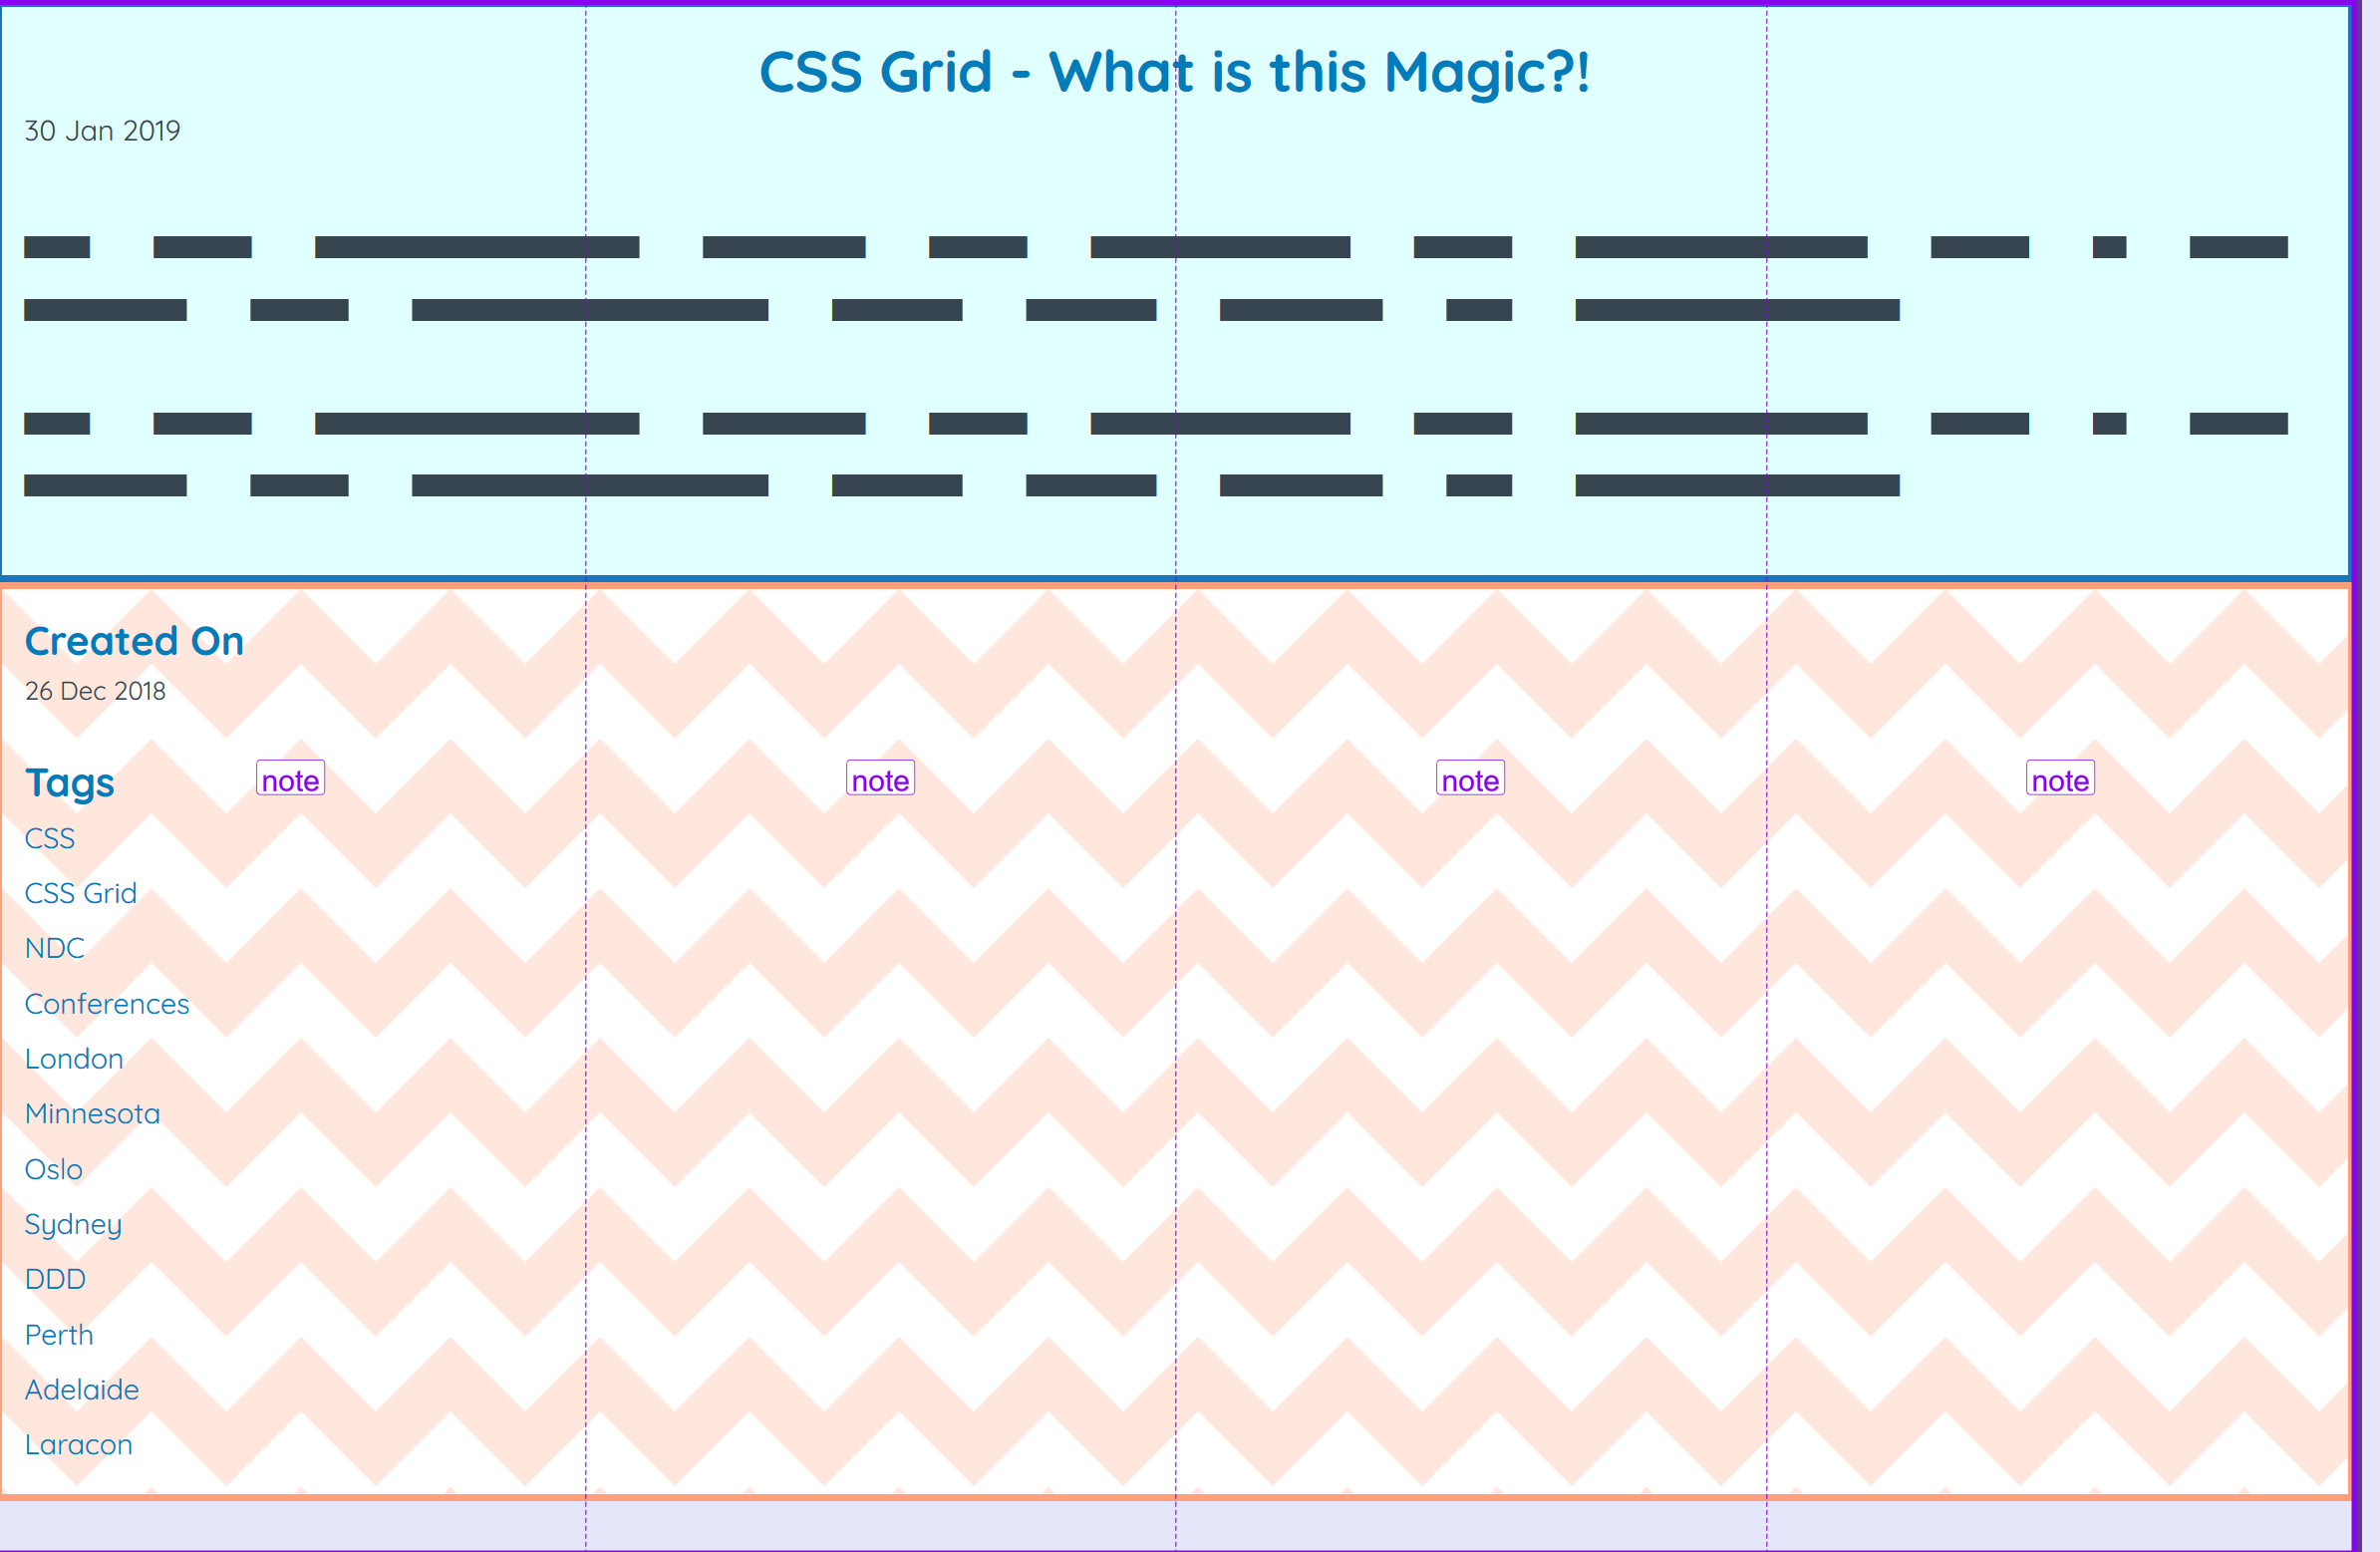 CSS Grid - What is this Magic?!
30 Jan 2019
Created On
26 Dec 2018
Tags
note note note note
CSS
CSS Grid
NDC
Conferences
London
Minnesota
Oslo
Sydney
DDD
Perth
Adelaide
Laracon